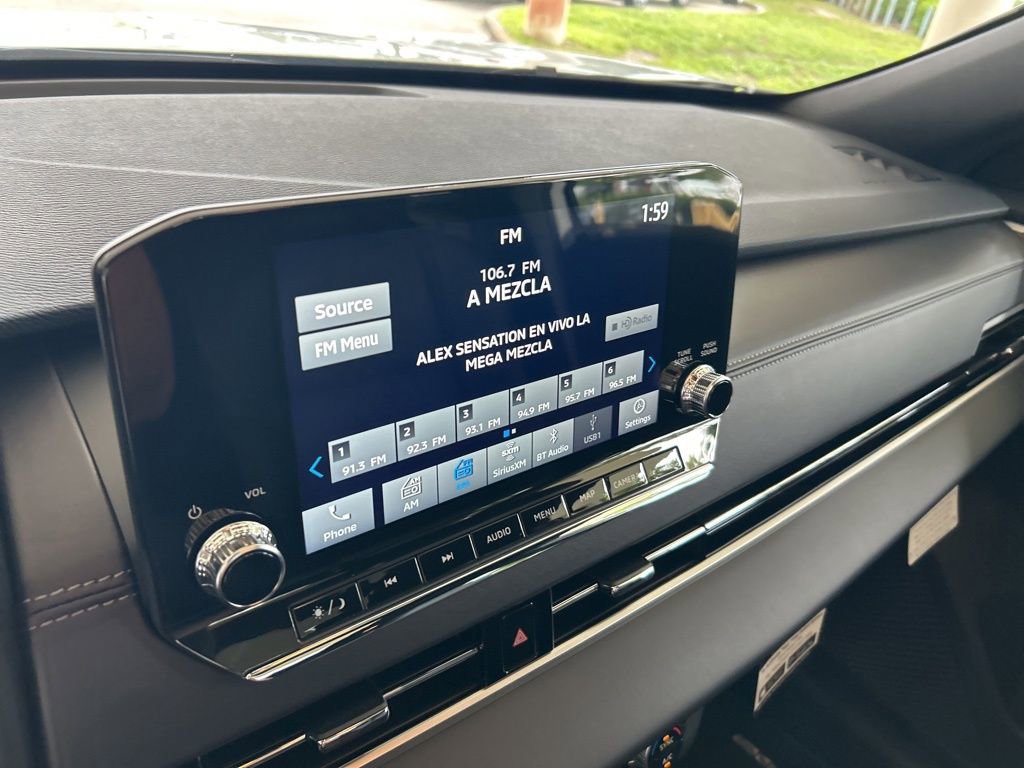 1:59
FM
106.7 FM
A MEZCLA
Source
FM Menu
ALEX SENSATION EN VIVO LA
MEGA MEZCLA
HD Radio
TUNE
SCROLL
PUSH
SOUND
1
91.3 FM
2
92.3 FM
3
93.1 FM
4
94.9 FM
5
95.7 FM
6
96.5 FM
Phone
AM
FM
sxm
SiriusXM
BT Audio
USB1
Settings
VOL
AUDIO
MENU
MAP
CAMERA
SYNC